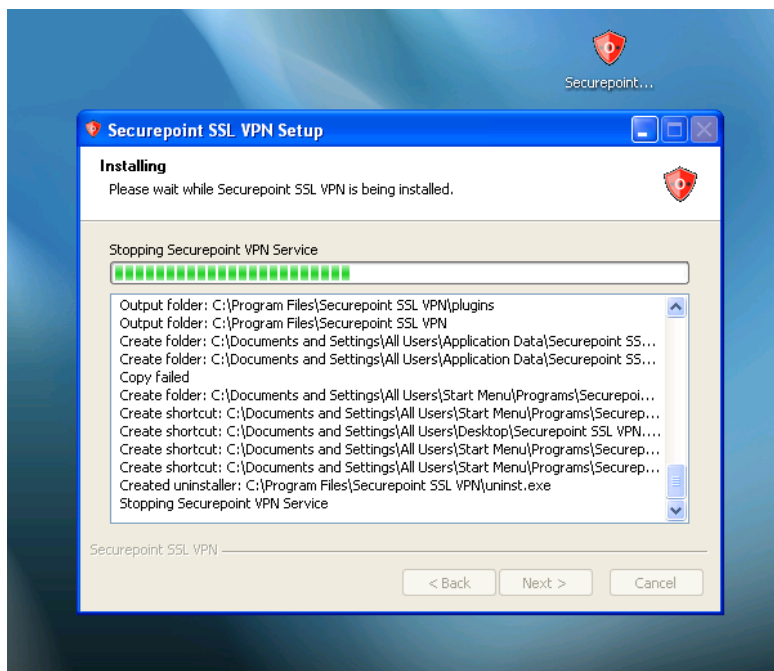 Securepoint...
Securepoint SSL VPN Setup
Installing
Please wait while Securepoint SSL VPN is being installed.
Stopping Securepoint VPN Service
Output folder: C:\Program Files\Securepoint SSL VPN\plugins
Output folder: C:\Program Files\Securepoint SSL VPN
Create folder: C:\Documents and Settings\All Users\Application Data\Securepoint SS...
Create folder: C:\Documents and Settings\All Users\Application Data\Securepoint SS...
Copy failed
Create folder: C:\Documents and Settings\All Users\Start Menu\Programs\Securepoi...
Create shortcut: C:\Documents and Settings\All Users\Start Menu\Programs\Securep...
Create shortcut: C:\Documents and Settings\All Users\Desktop\Securepoint SSL VPN....
Create shortcut: C:\Documents and Settings\All Users\Start Menu\Programs\Securep...
Create shortcut: C:\Documents and Settings\All Users\Start Menu\Programs\Securep...
Created uninstaller: C:\Program Files\Securepoint SSL VPN\uninst.exe
Stopping Securepoint VPN Service
Securepoint SSL VPN
< Back Next > Cancel